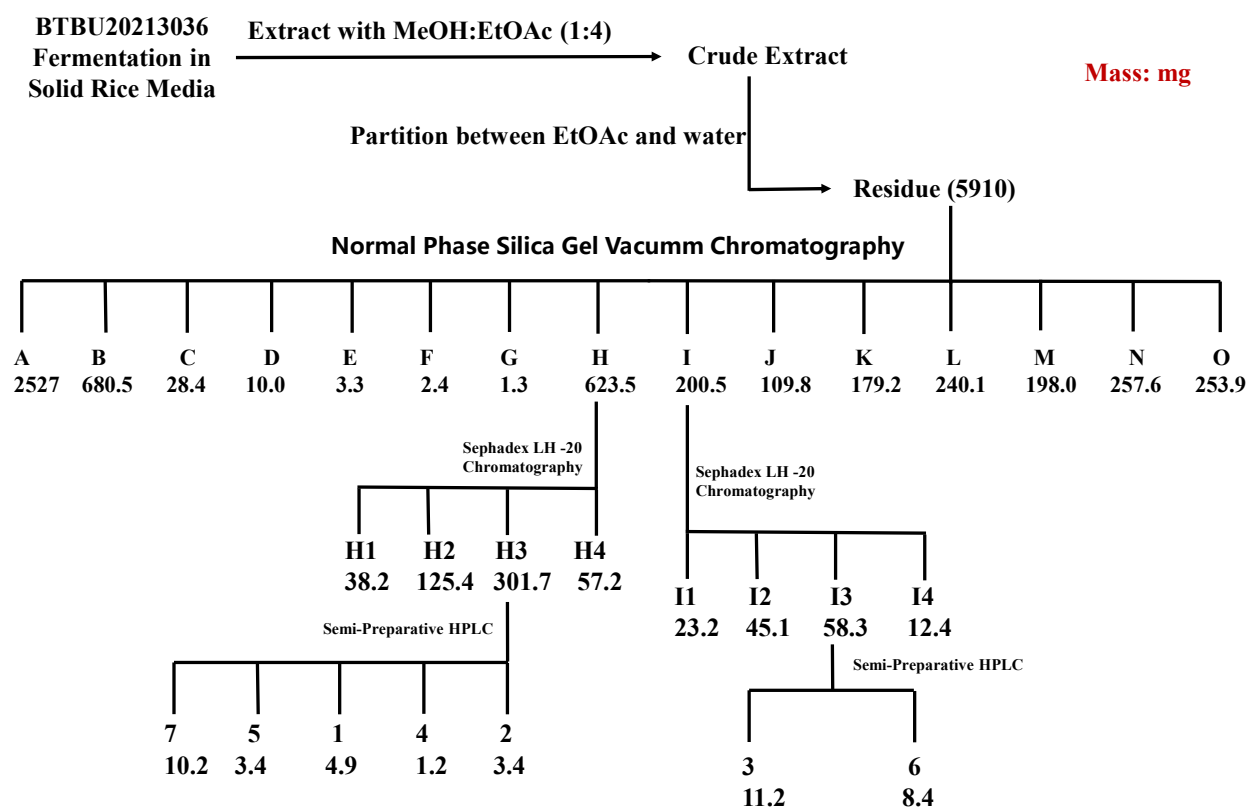 BTBU20213036
Fermentation in
Solid Rice Media
Extract with MeOH:EtOAc (1:4)
Crude Extract
Mass: mg
Partition between EtOAc and water
Residue (5910)
Normal Phase Silica Gel Vacumm Chromatography
A B C D E F G H I J K L M N O
2527 680.5 28.4 10.0 3.3 2.4 1.3 623.5 200.5 109.8 179.2 240.1 198.0 257.6 253.9
Sephadex LH -20
Chromatography
Sephadex LH -20
Chromatography
H1 H2 H3 H4
38.2 125.4 301.7 57.2
I1 I2 I3 I4
23.2 45.1 58.3 12.4
Semi-Preparative HPLC
Semi-Preparative HPLC
7 5 1 4 2
10.2 3.4 4.9 1.2 3.4
3 6
11.2 8.4